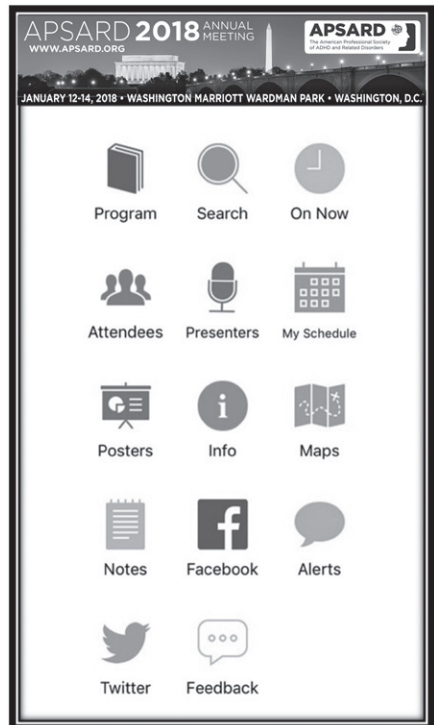 APSARD 2018 ANNUAL MEETING
WWW.APSARD.ORG
APSARD
The American Professional Society
of ADHD and Related Disorders
JANUARY 12-14, 2018 • WASHINGTON MARRIOTT WARDMAN PARK • WASHINGTON, D.C.
Program Search On Now
Attendees Presenters My Schedule
Posters Info Maps
Notes Facebook Alerts
Twitter Feedback